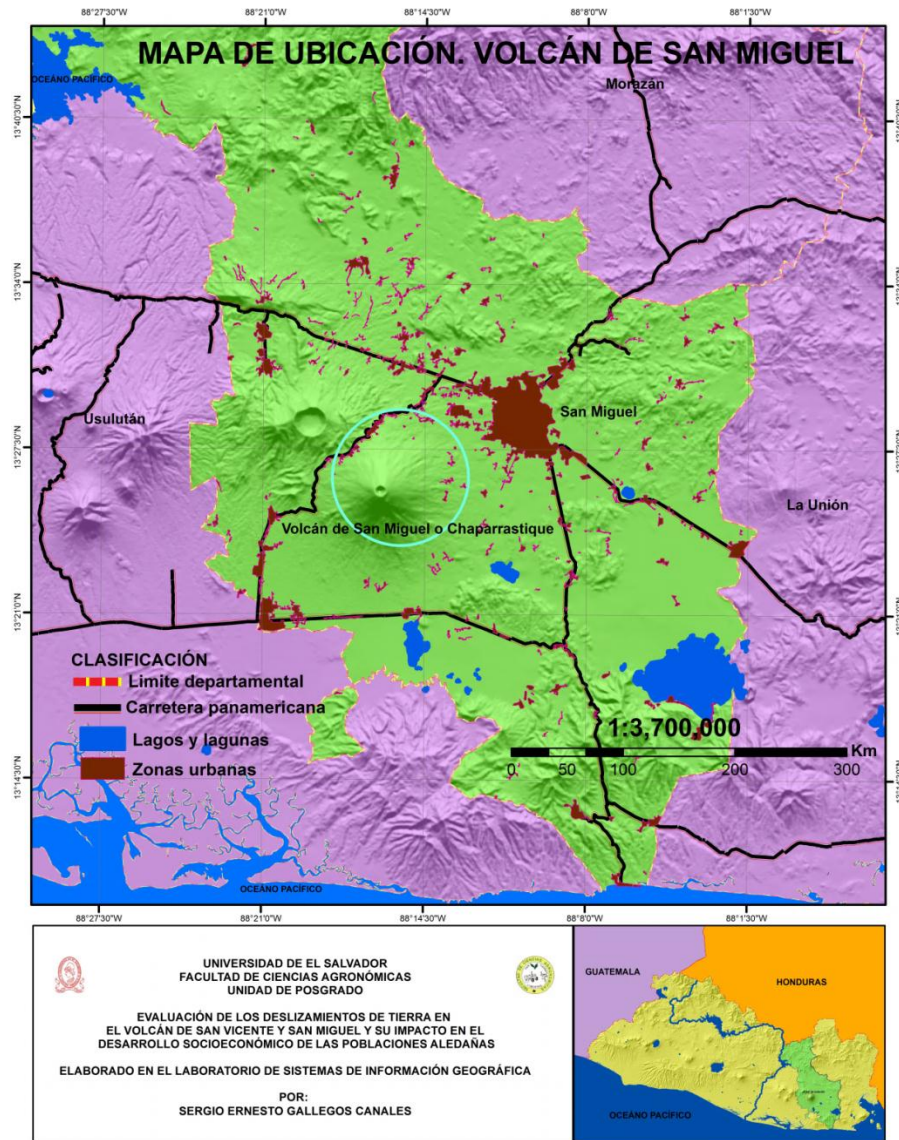 88°27'30"W 88°21'0"W 88°14'30"W 88°8'0"W 88°1'30"W
MAPA DE UBICACIÓN. VOLCÁN DE SAN MIGUEL
OCEÁNO PACÍFICO
Morazán
13°40'30"N
13°34'0"N
Usulután
San Miguel
13°27'30"N
La Unión
Volcán de San Miguel o Chaparrastique
13°21'0"N
CLASIFICACIÓN
Limite departamental
Carretera panamericana
Lagos y lagunas
Zonas urbanas
1:3,700,000
Km
0 50 100 200 300
13°14'30"N
OCEÁNO PACÍFICO
88°27'30"W 88°21'0"W 88°14'30"W 88°8'0"W 88°1'30"W
UNIVERSIDAD DE EL SALVADOR
FACULTAD DE CIENCIAS AGRONÓMICAS
UNIDAD DE POSGRADO
EVALUACIÓN DE LOS DESLIZAMIENTOS DE TIERRA EN
EL VOLCÁN DE SAN VICENTE Y SAN MIGUEL Y SU IMPACTO EN EL
DESARROLLO SOCIOECONÓMICO DE LAS POBLACIONES ALEDAÑAS
ELABORADO EN EL LABORATORIO DE SISTEMAS DE INFORMACIÓN GEOGRÁFICA
POR:
SERGIO ERNESTO GALLEGOS CANALES
GUATEMALA
HONDURAS
OCEÁNO PACÍFICO